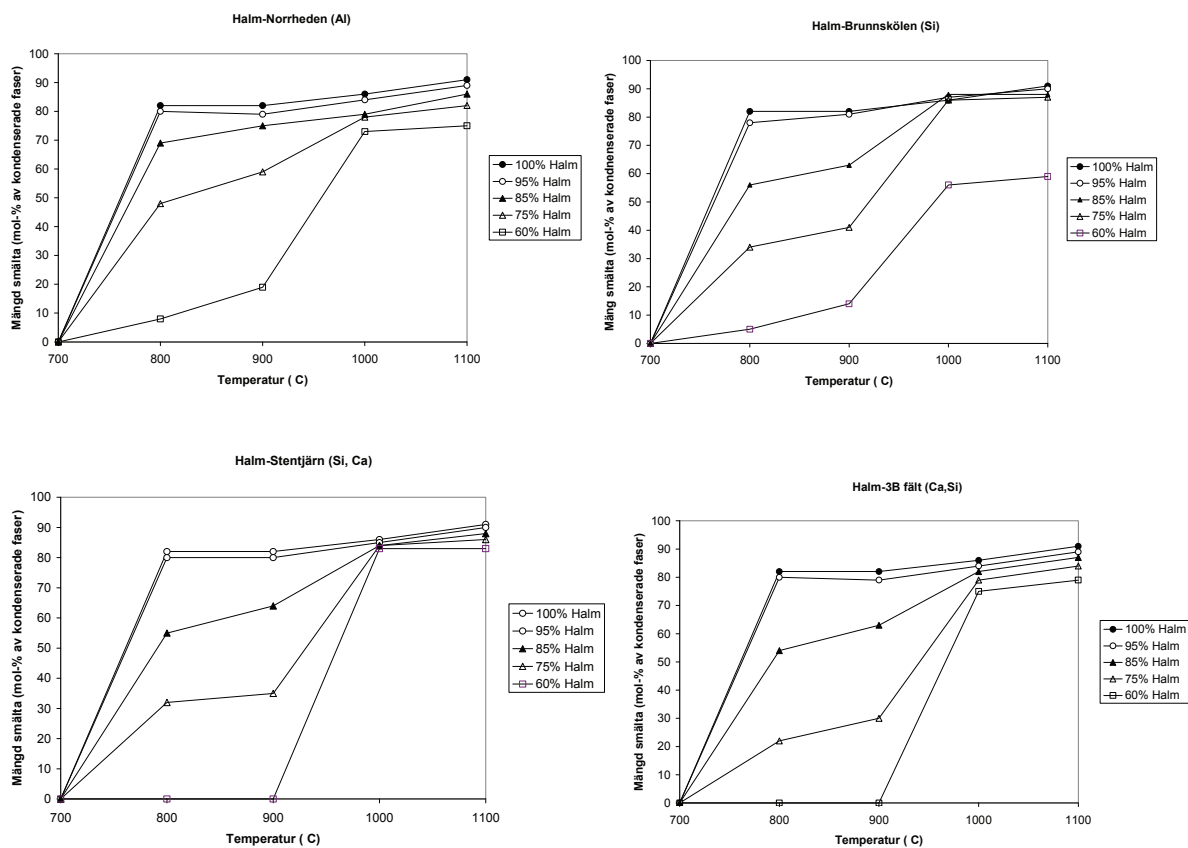 Halm-Norrheden (Al)
100
90
80
70
60
50
40
30
20
10
0
700 800 900 1000 1100
Temperatur ( C)
Mängd smälta (mol-% av kondenserade faser)
100% Halm
95% Halm
85% Halm
75% Halm
60% Halm
Halm-Brunnskölen (Si)
100
90
80
70
60
50
40
30
20
10
0
700 800 900 1000 1100
Temperatur ( C)
Mäng smälta (mol-% av kondnenserade faser)
100% Halm
95% Halm
85% Halm
75% Halm
60% Halm
Halm-Stentjärn (Si, Ca)
100
90
80
70
60
50
40
30
20
10
0
700 800 900 1000 1100
Temperatur ( C)
Mängd smälta (mol-% av kondenserade faser)
100% Halm
95% Halm
85% Halm
75% Halm
60% Halm
Halm-3B fält (Ca,Si)
100
90
80
70
60
50
40
30
20
10
0
700 800 900 1000 1100
Temperatur ( C)
Mängd smälta (mol-% av kondenserade faser)
100% Halm
95% Halm
85% Halm
75% Halm
60% Halm